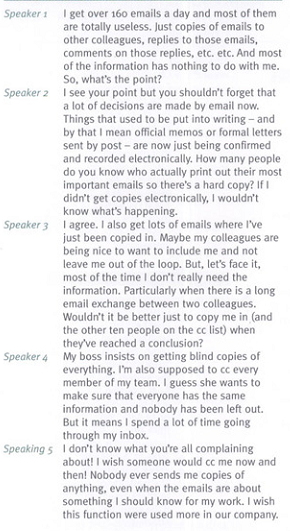 Speaker 1 I get over 160 emails a day and most of them
are totally useless. Just copies of emails to
other colleagues, replies to those emails,
comments on those replies, etc. etc. And most
of the information has nothing to do with me.
So, what's the point?
Speaker 2 I see your point but you shouldn't forget that
a lot of decisions are made by email now.
Things that used to be put into writing – and
by that I mean official memos or formal letters
sent by post – are now just being confirmed
and recorded electronically. How many people
do you know who actually print out their most
important emails so there's a hard copy? If I
didn't get copies electronically, I wouldn't
know what's happening.
Speaker 3 I agree. I also get lots of emails where I've
just been copied in. Maybe my colleagues are
being nice to want to include me and not
leave me out of the loop. But, let's face it,
most of the time I don't really need the
information. Particularly when there is a long
email exchange between two colleagues.
Wouldn't it be better just to copy me in (and
the other ten people on the cc list) when
they've reached a conclusion?
Speaker 4 My boss insists on getting blind copies of
everything. I'm also supposed to cc every
member of my team. I guess she wants to
make sure that everyone has the same
information and nobody has been left out.
But it means I spend a lot of time going
through my inbox.
Speaking 5 I don't know what you're all complaining
about! I wish someone would cc me now and
then! Nobody ever sends me copies of
anything, even when the emails are about
something I should know for my work. I wish
this function were used more in our company.